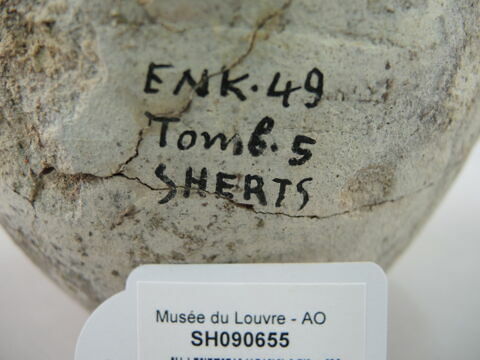 ENK.49
Tomb.5
SHERTS
Musée du Louvre - AO
SH090655